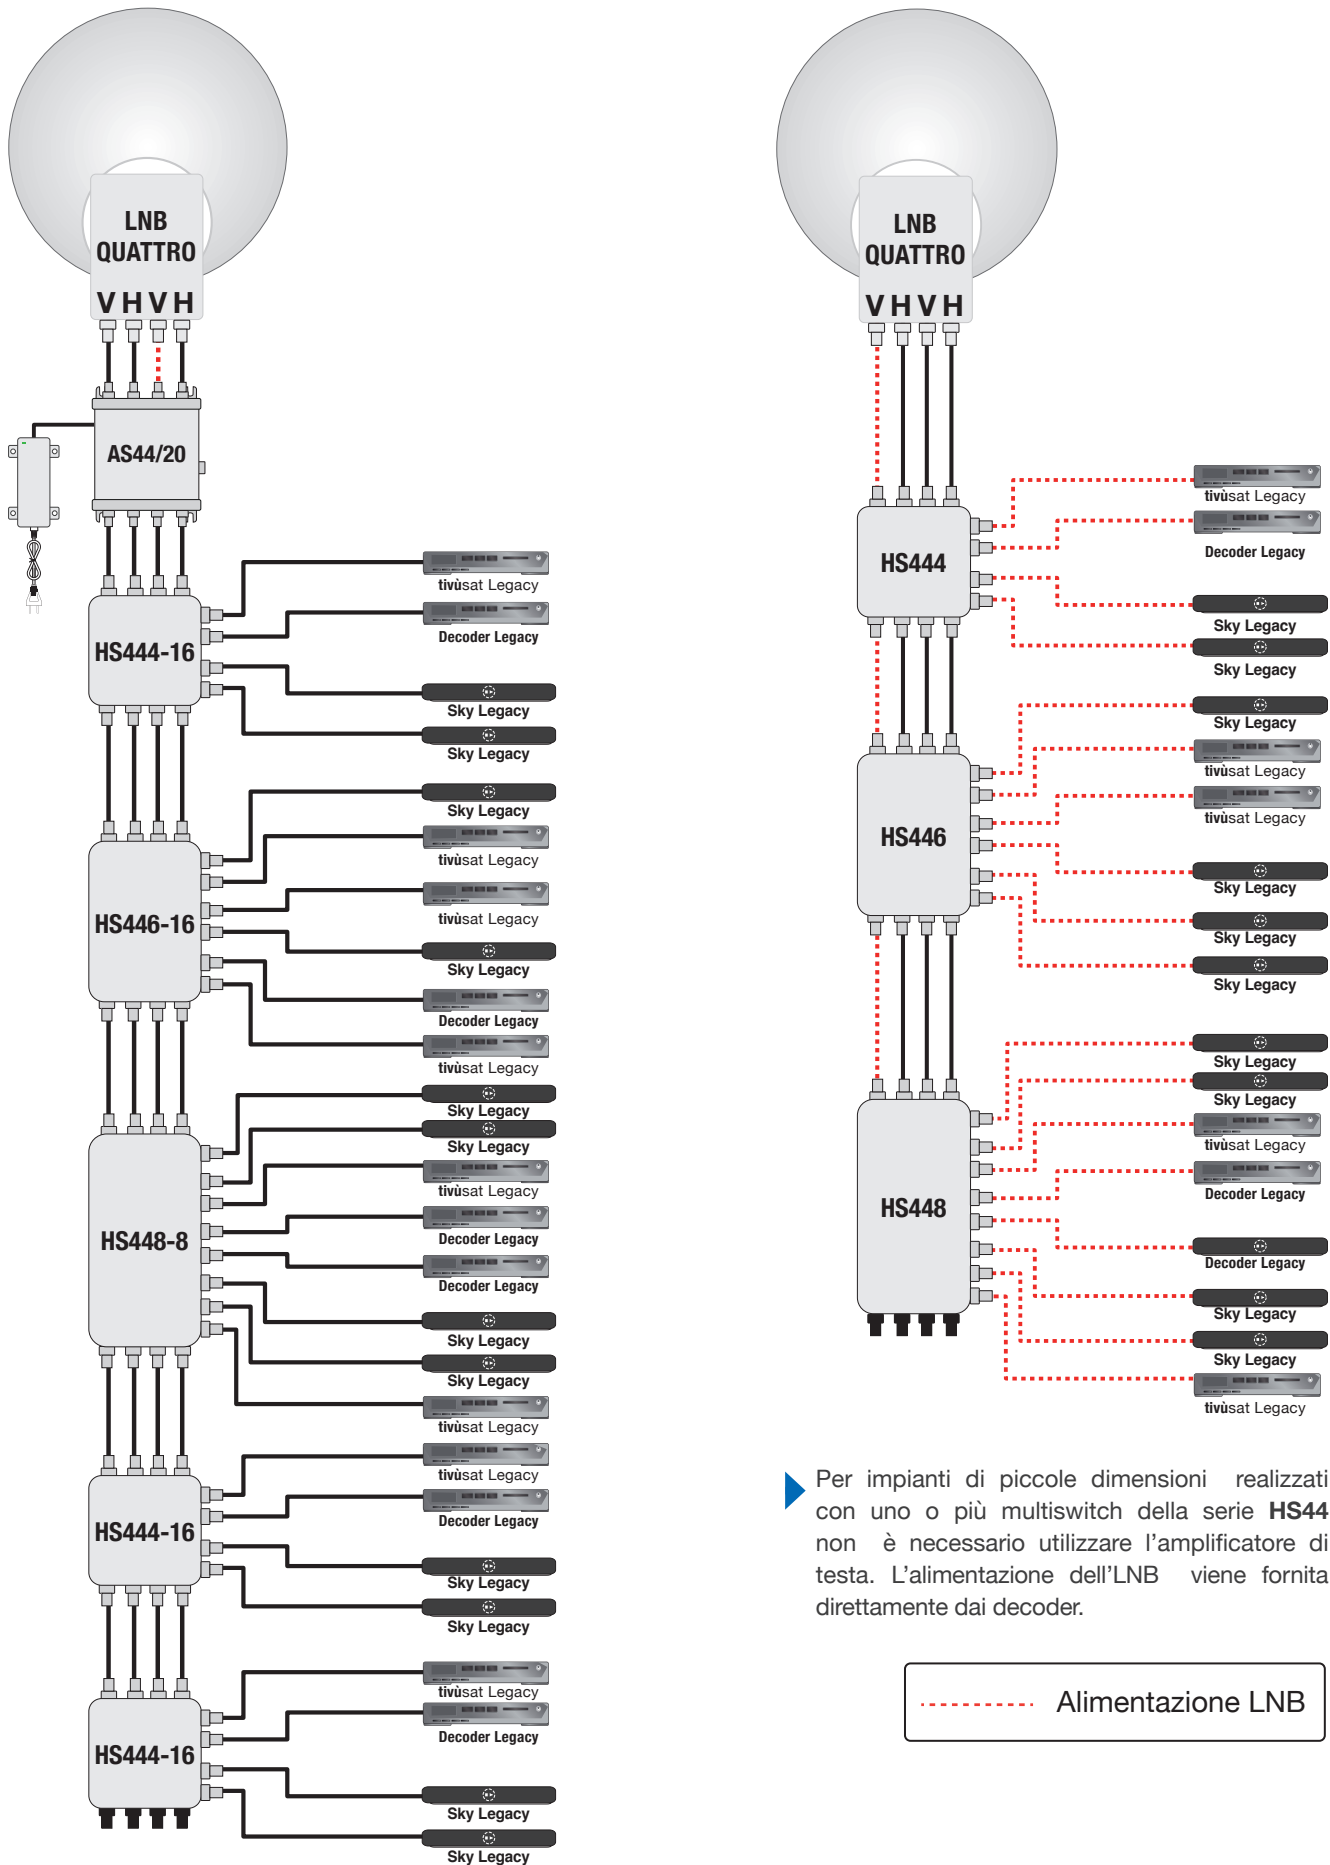 LNB
QUATTRO
V H V H
AS44/20
HS444-16
tivùsat Legacy
Decoder Legacy
Sky Legacy
Sky Legacy
HS446-16
Sky Legacy
tivùsat Legacy
tivùsat Legacy
Sky Legacy
Decoder Legacy
tivùsat Legacy
HS448-8
Sky Legacy
Sky Legacy
tivùsat Legacy
Decoder Legacy
Decoder Legacy
Sky Legacy
Sky Legacy
tivùsat Legacy
HS444-16
tivùsat Legacy
Decoder Legacy
Sky Legacy
Sky Legacy
HS444-16
tivùsat Legacy
Decoder Legacy
Sky Legacy
Sky Legacy
LNB
QUATTRO
V H V H
HS444
tivùsat Legacy
Decoder Legacy
Sky Legacy
Sky Legacy
HS446
Sky Legacy
tivùsat Legacy
tivùsat Legacy
Sky Legacy
Sky Legacy
Sky Legacy
HS448
Sky Legacy
Sky Legacy
tivùsat Legacy
Decoder Legacy
Decoder Legacy
Sky Legacy
Sky Legacy
tivùsat Legacy
Per impianti di piccole dimensioni realizzati
con uno o più multiswitch della serie HS44
non è necessario utilizzare l'amplificatore di
testa. L'alimentazione dell'LNB viene fornita
direttamente dai decoder.
Alimentazione LNB